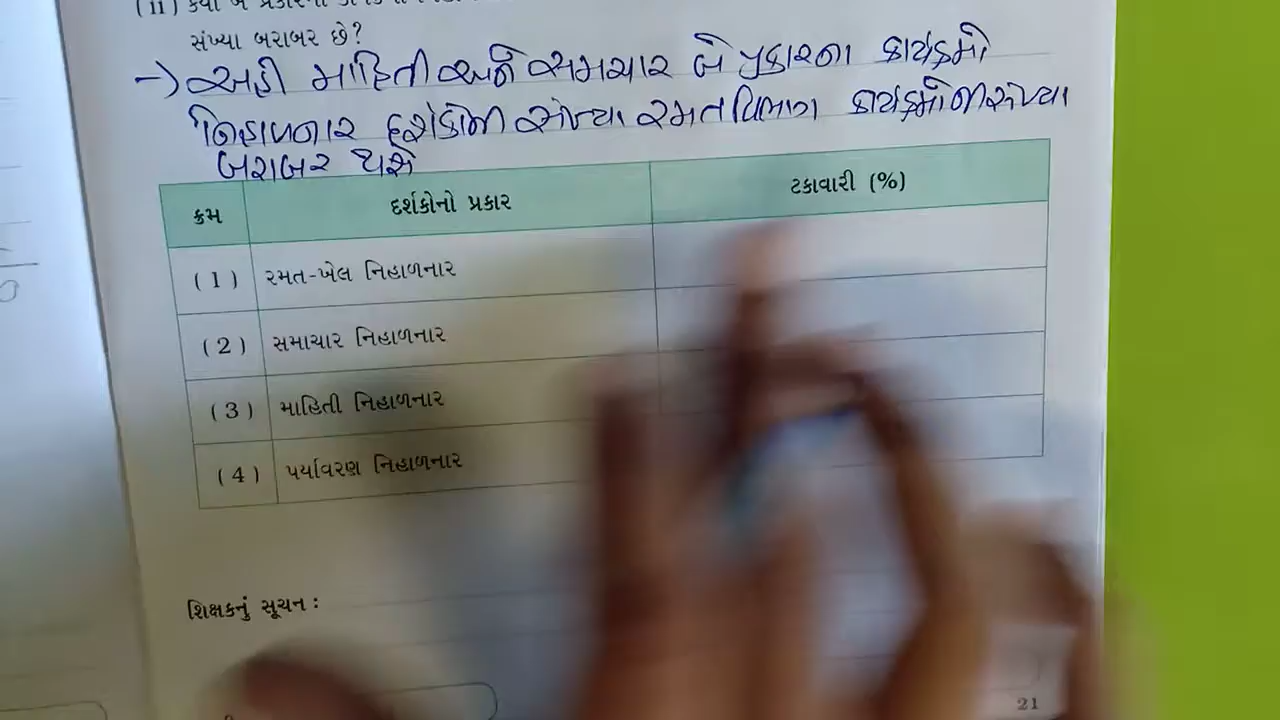 સંખ્યા બરાબર છે?
→ અહી માહિતી અને સમચાર બે પ્રકારના કાર્યક્રમો
નિહાળનાર દર્શકોની સંખ્યા રમત વિભાગ કાર્યક્રમોની સંખ્યા
બરાબર થશે
ક્રમ દર્શકોનો પ્રકાર ટકાવારી (%)
(1) રમત-ખેલ નિહાળનાર
(2) સમાચાર નિહાળનાર
(3) માહિતી નિહાળનાર
(4) પર્યાવરણ નિહાળનાર
શિક્ષકનું સૂચન :
21